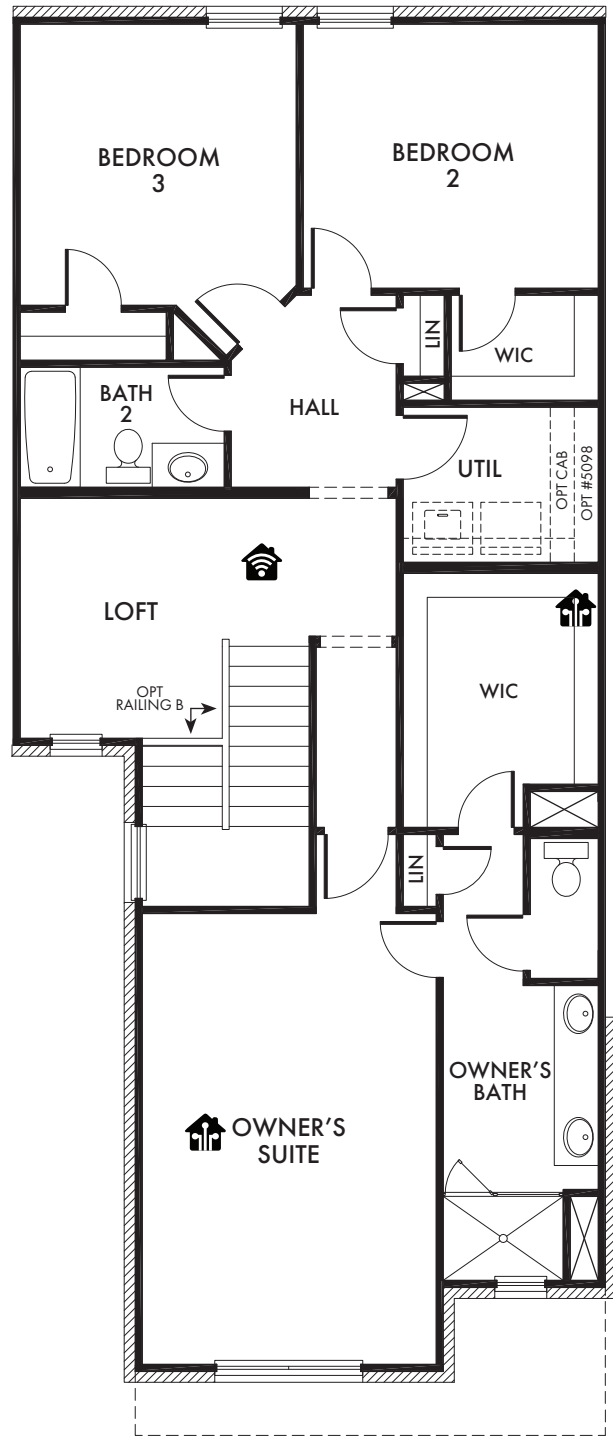 BEDROOM
3
BEDROOM
2
LIN
WIC
BATH
2
HALL
UTIL
OPT CAB
OPT #5098
LOFT
OPT
RAILING B
WIC
LIN
OWNER'S
BATH
OWNER'S
SUITE